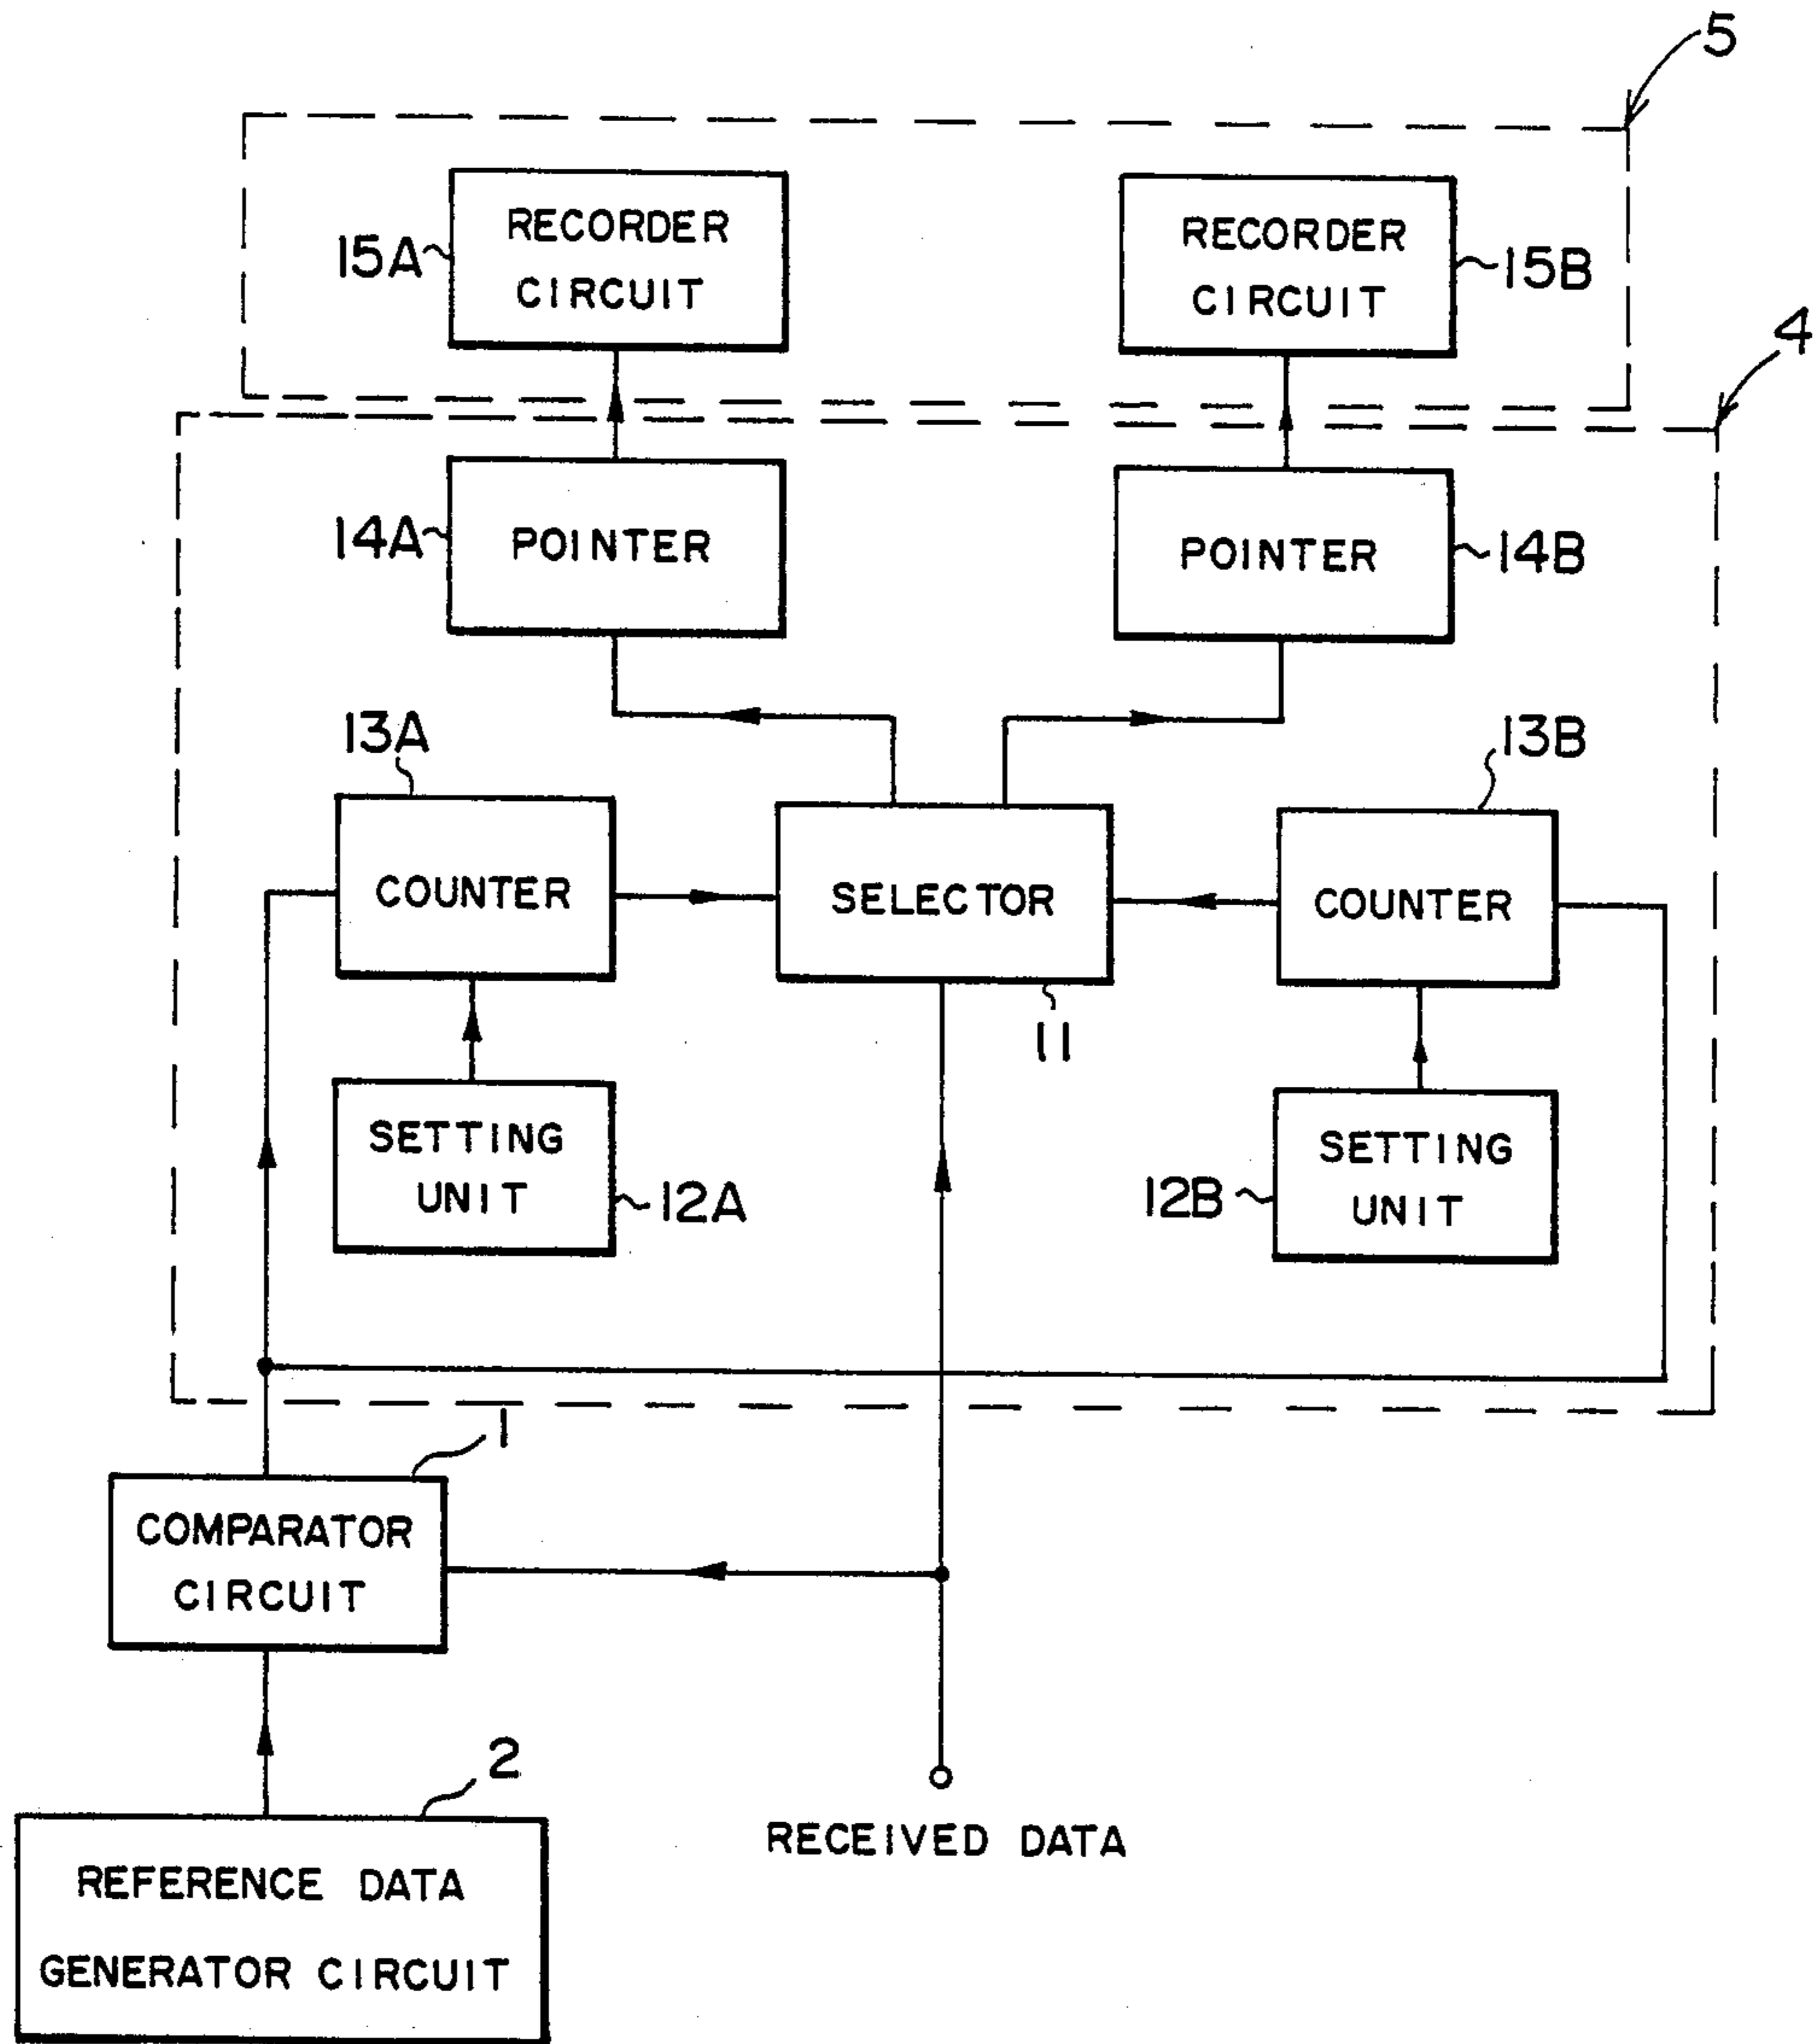 5
RECORDER
CIRCUIT
15A
RECORDER
CIRCUIT
15B
4
POINTER
14A
POINTER
14B
13A
13B
COUNTER
SELECTOR
COUNTER
11
SETTING
UNIT
12A
SETTING
UNIT
12B
1
COMPARATOR
CIRCUIT
2
RECEIVED DATA
REFERENCE DATA
GENERATOR CIRCUIT